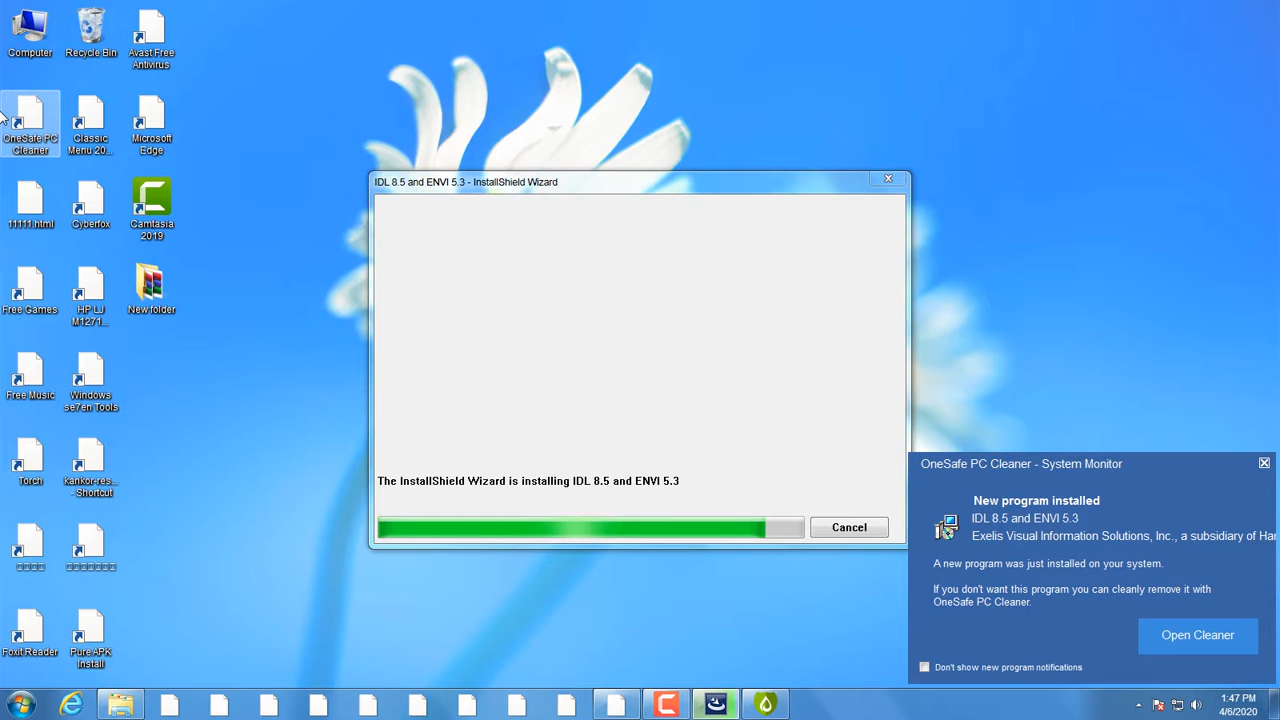 Computer
Recycle Bin
Avast Free
Antivirus
OneSafe PC
Cleaner
Classic
Menu 20...
Microsoft
Edge
11111.html
Cyberfox
Camtasia
2019
Free Games
HP LJ
M1271...
New folder
Free Music
Windows
se7en Tools
Torch
kankor-res...
- Shortcut
Foxit Reader
Pure APK
Install
IDL 8.5 and ENVI 5.3 - InstallShield Wizard
The InstallShield Wizard is installing IDL 8.5 and ENVI 5.3
Cancel
OneSafe PC Cleaner - System Monitor
New program installed
IDL 8.5 and ENVI 5.3
Exelis Visual Information Solutions, Inc., a subsidiary of Har
A new program was just installed on your system.
If you don't want this program you can cleanly remove it with
OneSafe PC Cleaner.
Open Cleaner
Don't show new program notifications
1:47 PM
4/6/2020